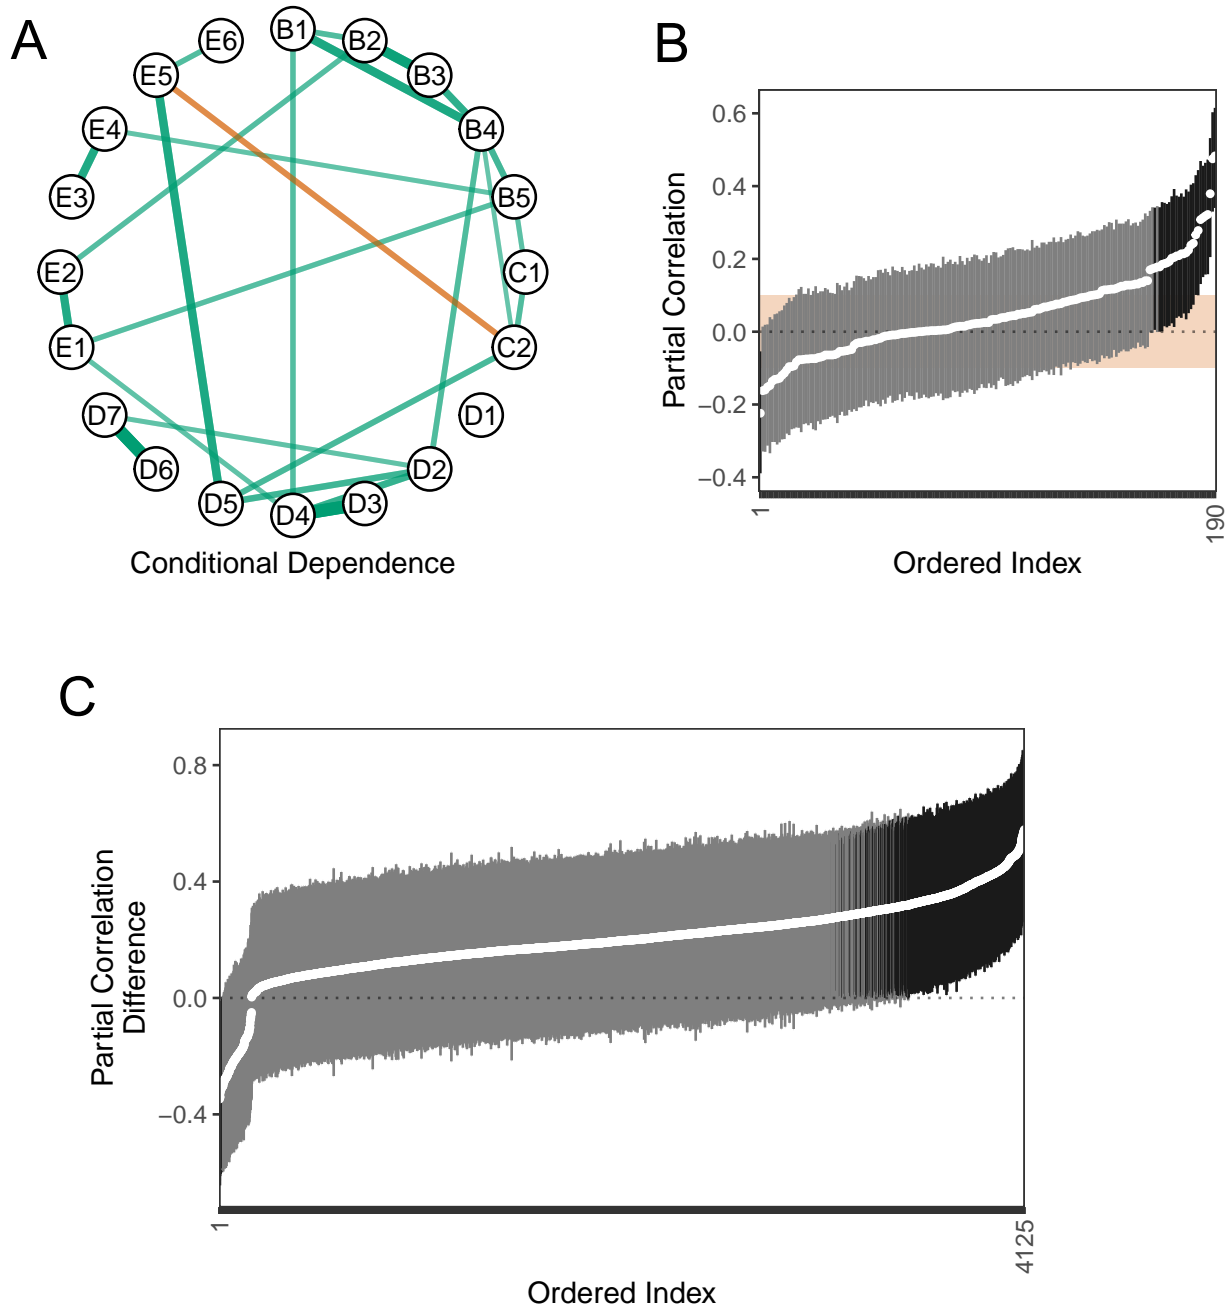 A
B1
B2
B3
B4
B5
C1
C2
D1
D2
D3
D4
D5
D6
D7
E1
E2
E3
E4
E5
E6
Conditional Dependence
B
Partial Correlation
0.6
0.4
0.2
0.0
−0.2
−0.4
1
190
Ordered Index
C
Partial Correlation
Difference
0.8
0.4
0.0
−0.4
1
4125
Ordered Index